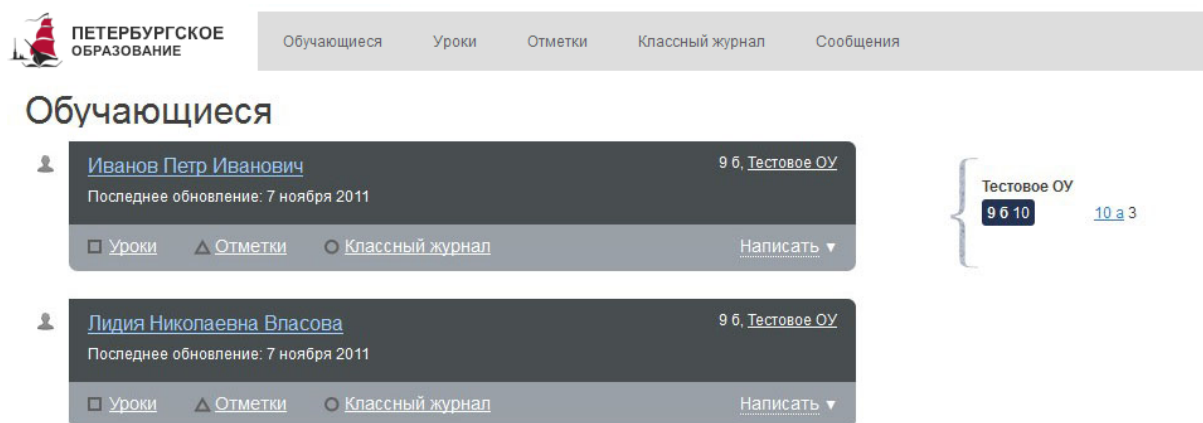 ПЕТЕРБУРГСКОЕ
ОБРАЗОВАНИЕ
Обучающиеся Уроки Отметки Классный журнал Сообщения
Обучающиеся
Иванов Петр Иванович 9 б, Тестовое ОУ
Последнее обновление: 7 ноября 2011
Уроки Отметки Классный журнал Написать
Тестовое ОУ
9 б 10 10 а 3
Лидия Николаевна Власова 9 б, Тестовое ОУ
Последнее обновление: 7 ноября 2011
Уроки Отметки Классный журнал Написать